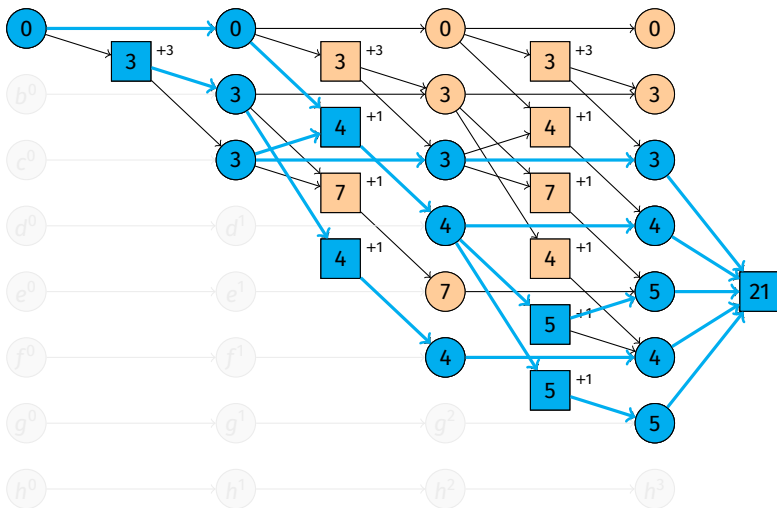 0 0 0 0
3 +3 3 +3 3 +3
b⁰ 3 3 3
4 +1 4 +1
c⁰ 3 3 3
7 +1 7 +1
d⁰ d¹ 4 4
4 +1 4 +1
e⁰ e¹ 7 5 21
5 +1
f⁰ f¹ 4 4
5 +1
g⁰ g¹ g² 5
h⁰ h¹ h² h³